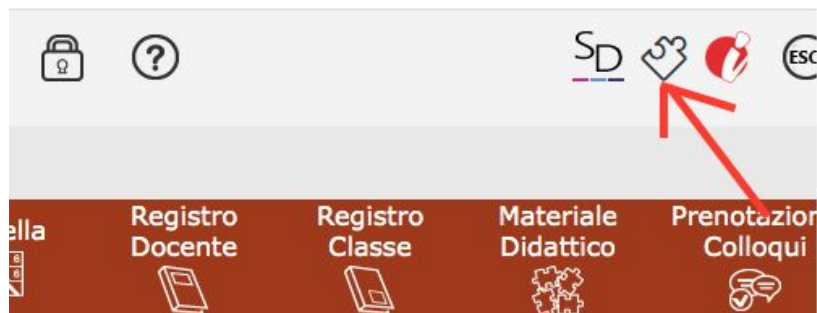 SD
ESC
ella
Registro
Docente
Registro
Classe
Materiale
Didattico
Prenotazion
Colloqui